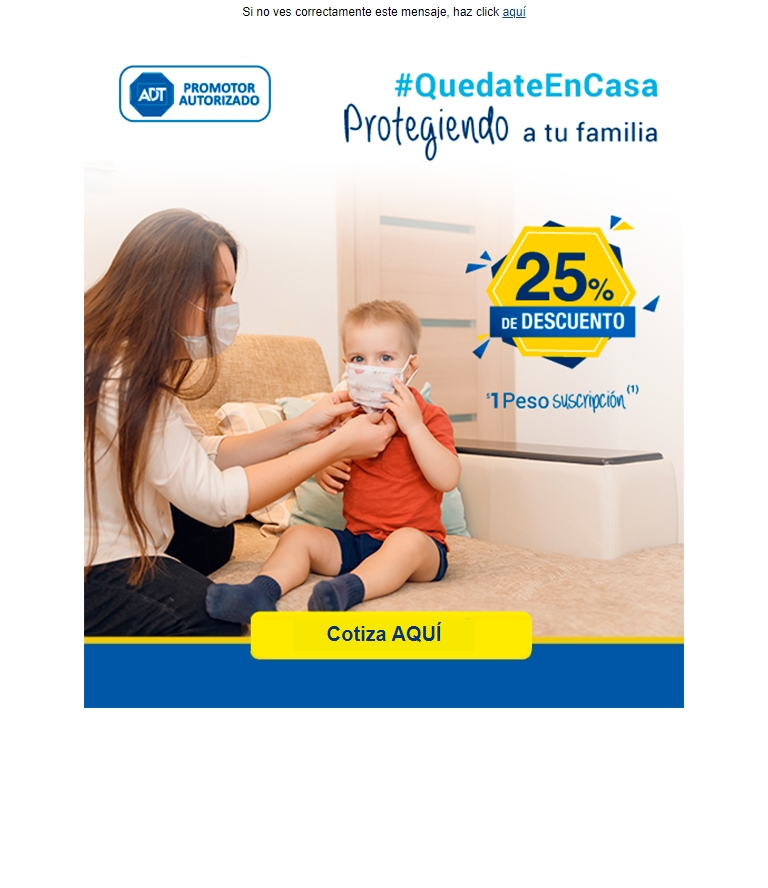 Si no ves correctamente este mensaje, haz click aquí
ADT
PROMOTOR
AUTORIZADO
#QuedateEnCasa
Protegiendo a tu familia
25%
DE DESCUENTO
$1 Peso suscripción (1)
Cotiza AQUÍ